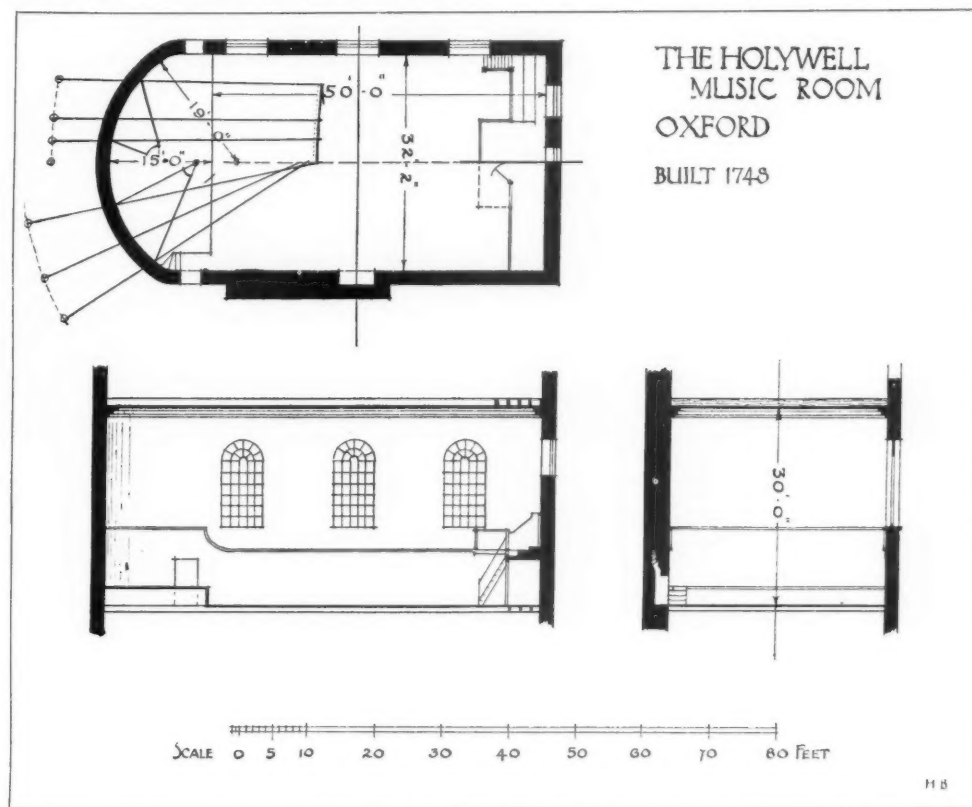 THE HOLYWELL
MUSIC ROOM
OXFORD
BUILT 1748
50'-0"
19'-0"
15'-0"
32'-2"
30'-0"
SCALE 0 5 10 20 30 40 50 60 70 80 FEET
H B